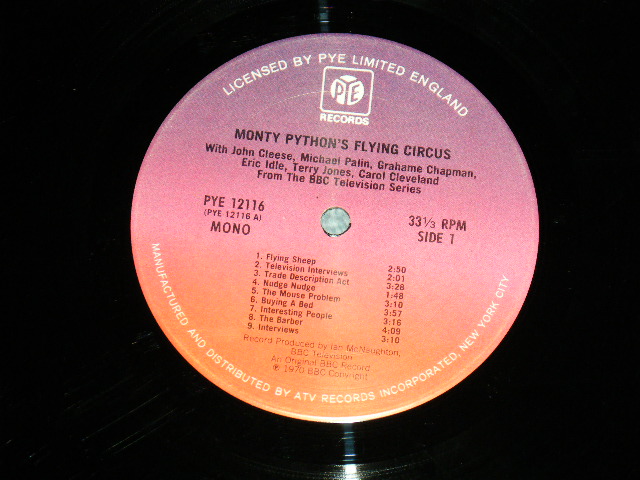 LICENSED BY PYE LIMITED ENGLAND
PYE
RECORDS
MONTY PYTHON'S FLYING CIRCUS
With John Cleese, Michael Palin, Grahame Chapman,
Eric Idle, Terry Jones, Carol Cleveland
From The BBC Television Series
PYE 12116
(PYE 12116 A)
MONO
33⅓ RPM
SIDE 1
1. Flying Sheep 2:50
2. Television Interviews 2:01
3. Trade Description Act 3:28
4. Nudge Nudge 1:48
5. The Mouse Problem 3:10
6. Buying A Bed 3:57
7. Interesting People 3:16
8. The Barber 4:09
9. Interviews 3:10
Record Produced by Ian McNaughton,
BBC Television
An Original BBC Record
℗ 1970 BBC Copyright
MANUFACTURED AND DISTRIBUTED BY ATV RECORDS INCORPORATED, NEW YORK CITY